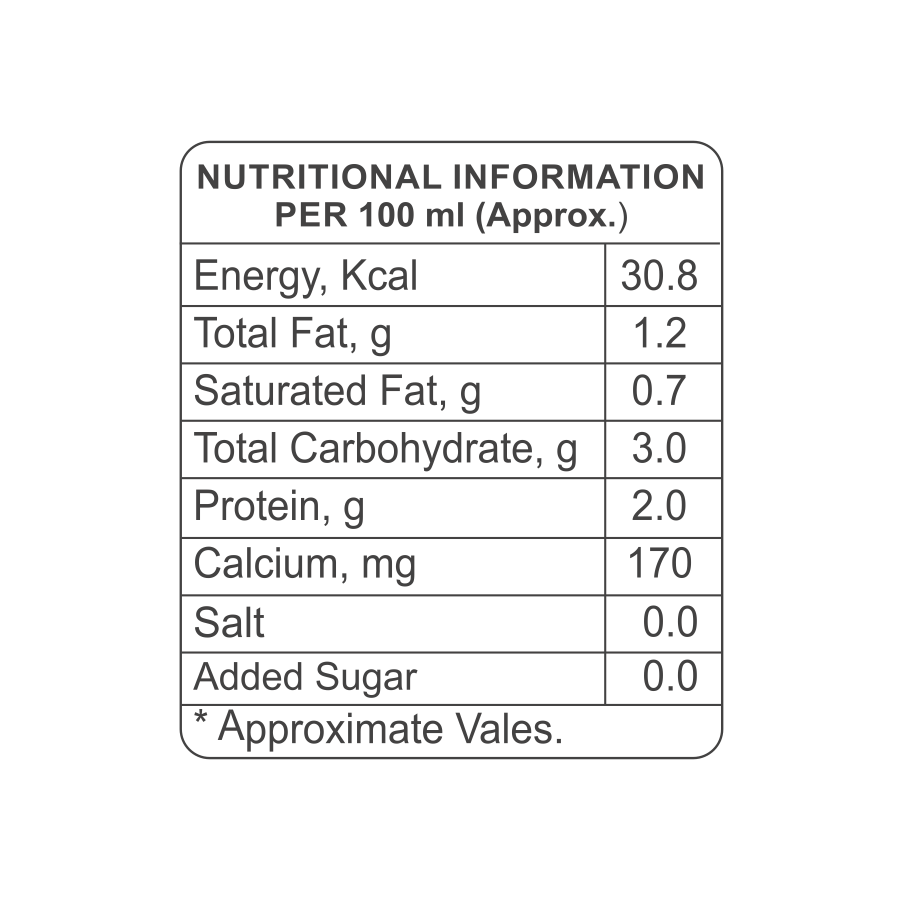 NUTRITIONAL INFORMATION
PER 100 ml (Approx.)
Energy, Kcal 30.8
Total Fat, g 1.2
Saturated Fat, g 0.7
Total Carbohydrate, g 3.0
Protein, g 2.0
Calcium, mg 170
Salt 0.0
Added Sugar 0.0
* Approximate Vales.